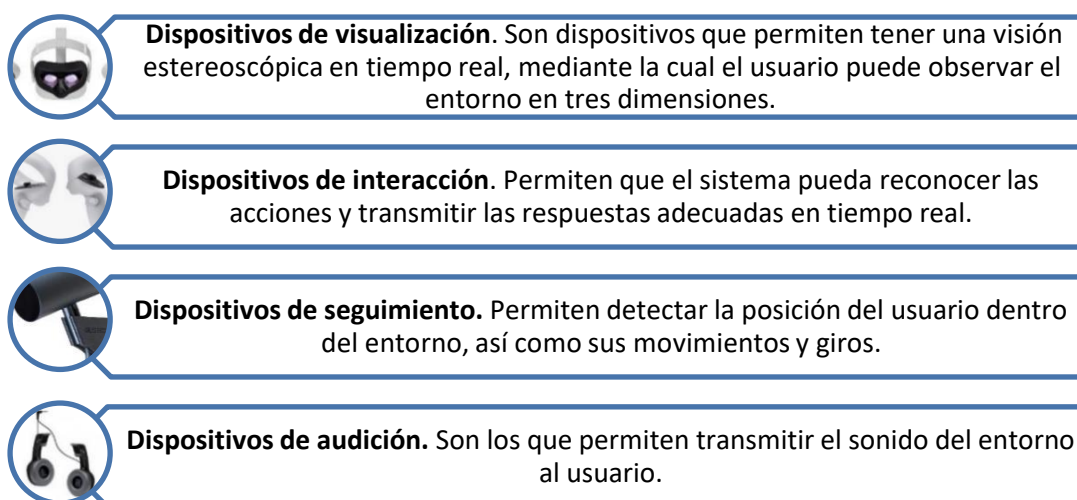 Dispositivos de visualización. Son dispositivos que permiten tener una visión
estereoscópica en tiempo real, mediante la cual el usuario puede observar el
entorno en tres dimensiones.
Dispositivos de interacción. Permiten que el sistema pueda reconocer las
acciones y transmitir las respuestas adecuadas en tiempo real.
Dispositivos de seguimiento. Permiten detectar la posición del usuario dentro
del entorno, así como sus movimientos y giros.
Dispositivos de audición. Son los que permiten transmitir el sonido del entorno
al usuario.